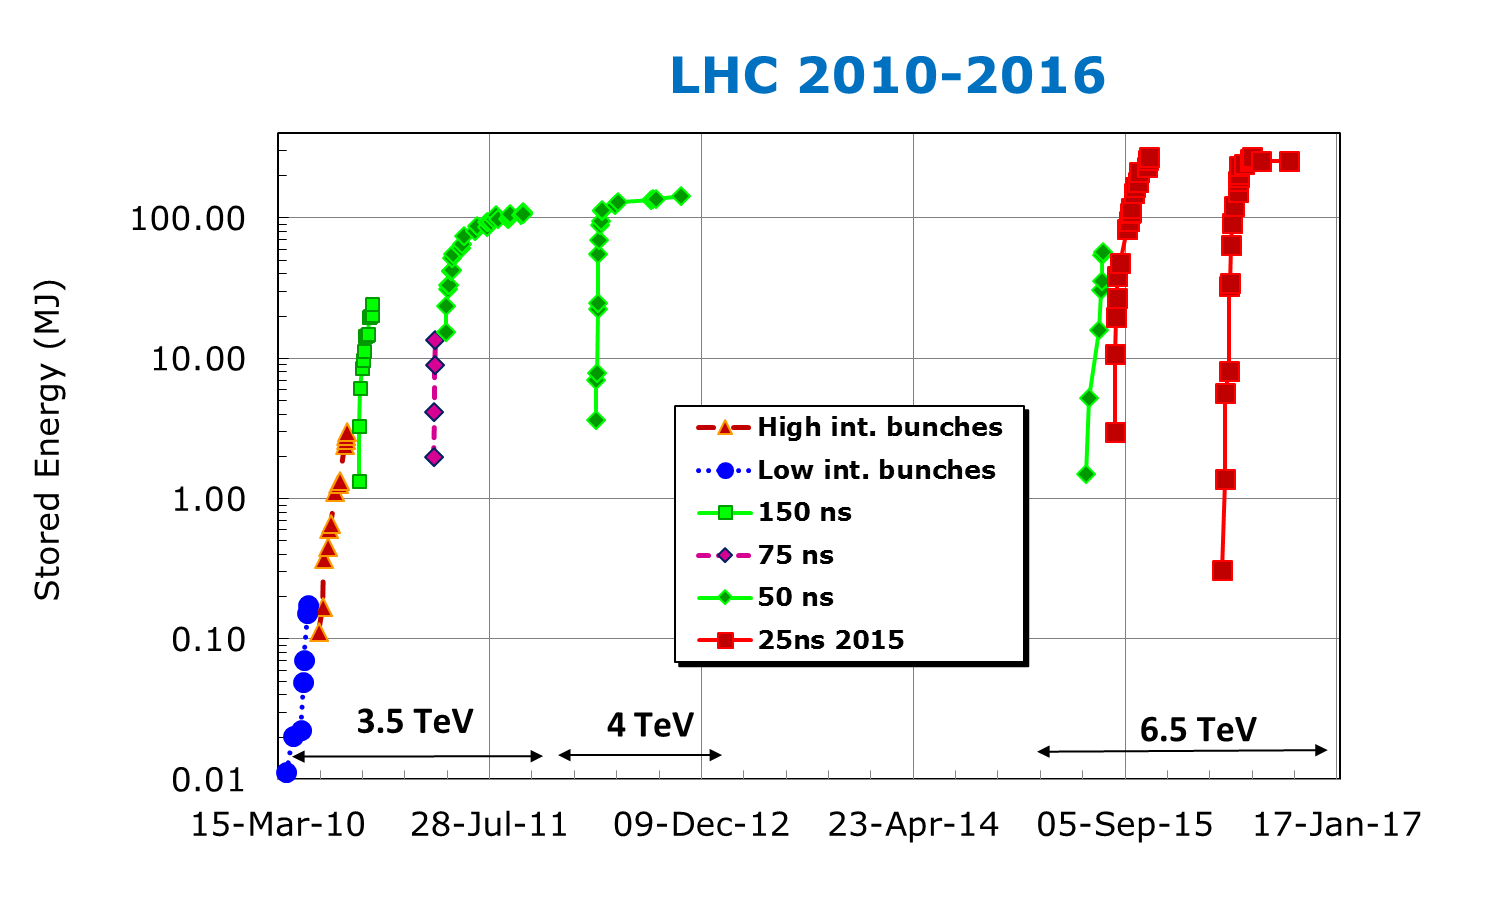 LHC 2010-2016
Stored Energy (MJ)
100.00
10.00
1.00
0.10
0.01
High int. bunches
Low int. bunches
150 ns
75 ns
50 ns
25ns 2015
3.5 TeV
4 TeV
6.5 TeV
15-Mar-10 28-Jul-11 09-Dec-12 23-Apr-14 05-Sep-15 17-Jan-17